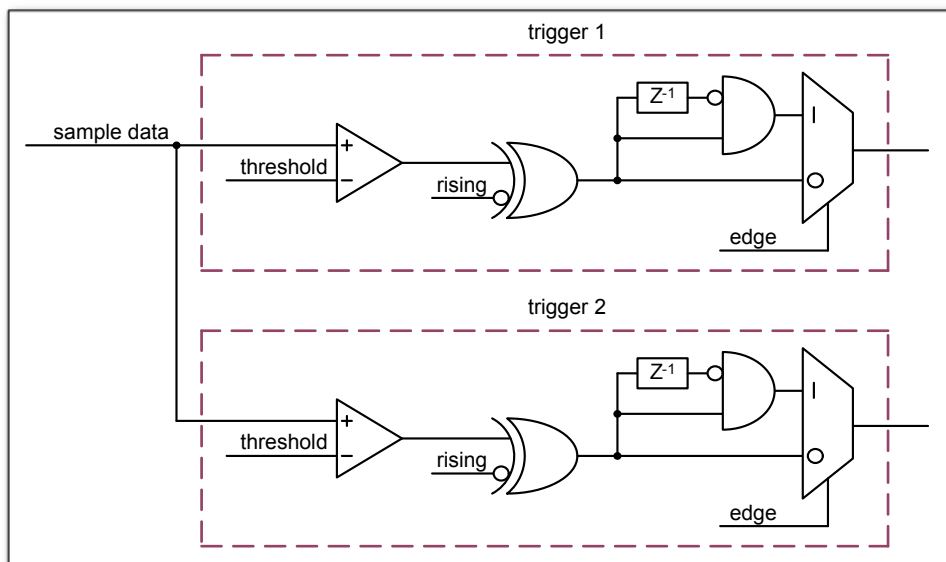 trigger 1
Z-1
sample data
threshold
+
−
rising
edge
I
O
trigger 2
Z-1
threshold
+
−
rising
edge
I
O